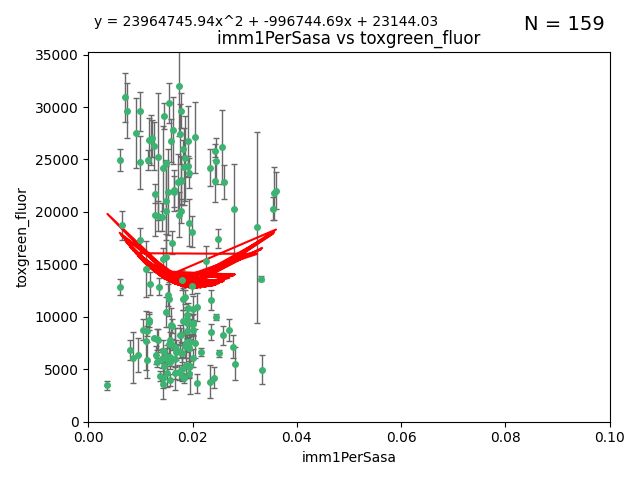 y = 23964745.94x^2 + -996744.69x + 23144.03
N = 159
imm1PerSasa vs toxgreen_fluor
35000
30000
25000
20000
15000
10000
5000
0
toxgreen_fluor
0.00 0.02 0.04 0.06 0.08 0.10
imm1PerSasa